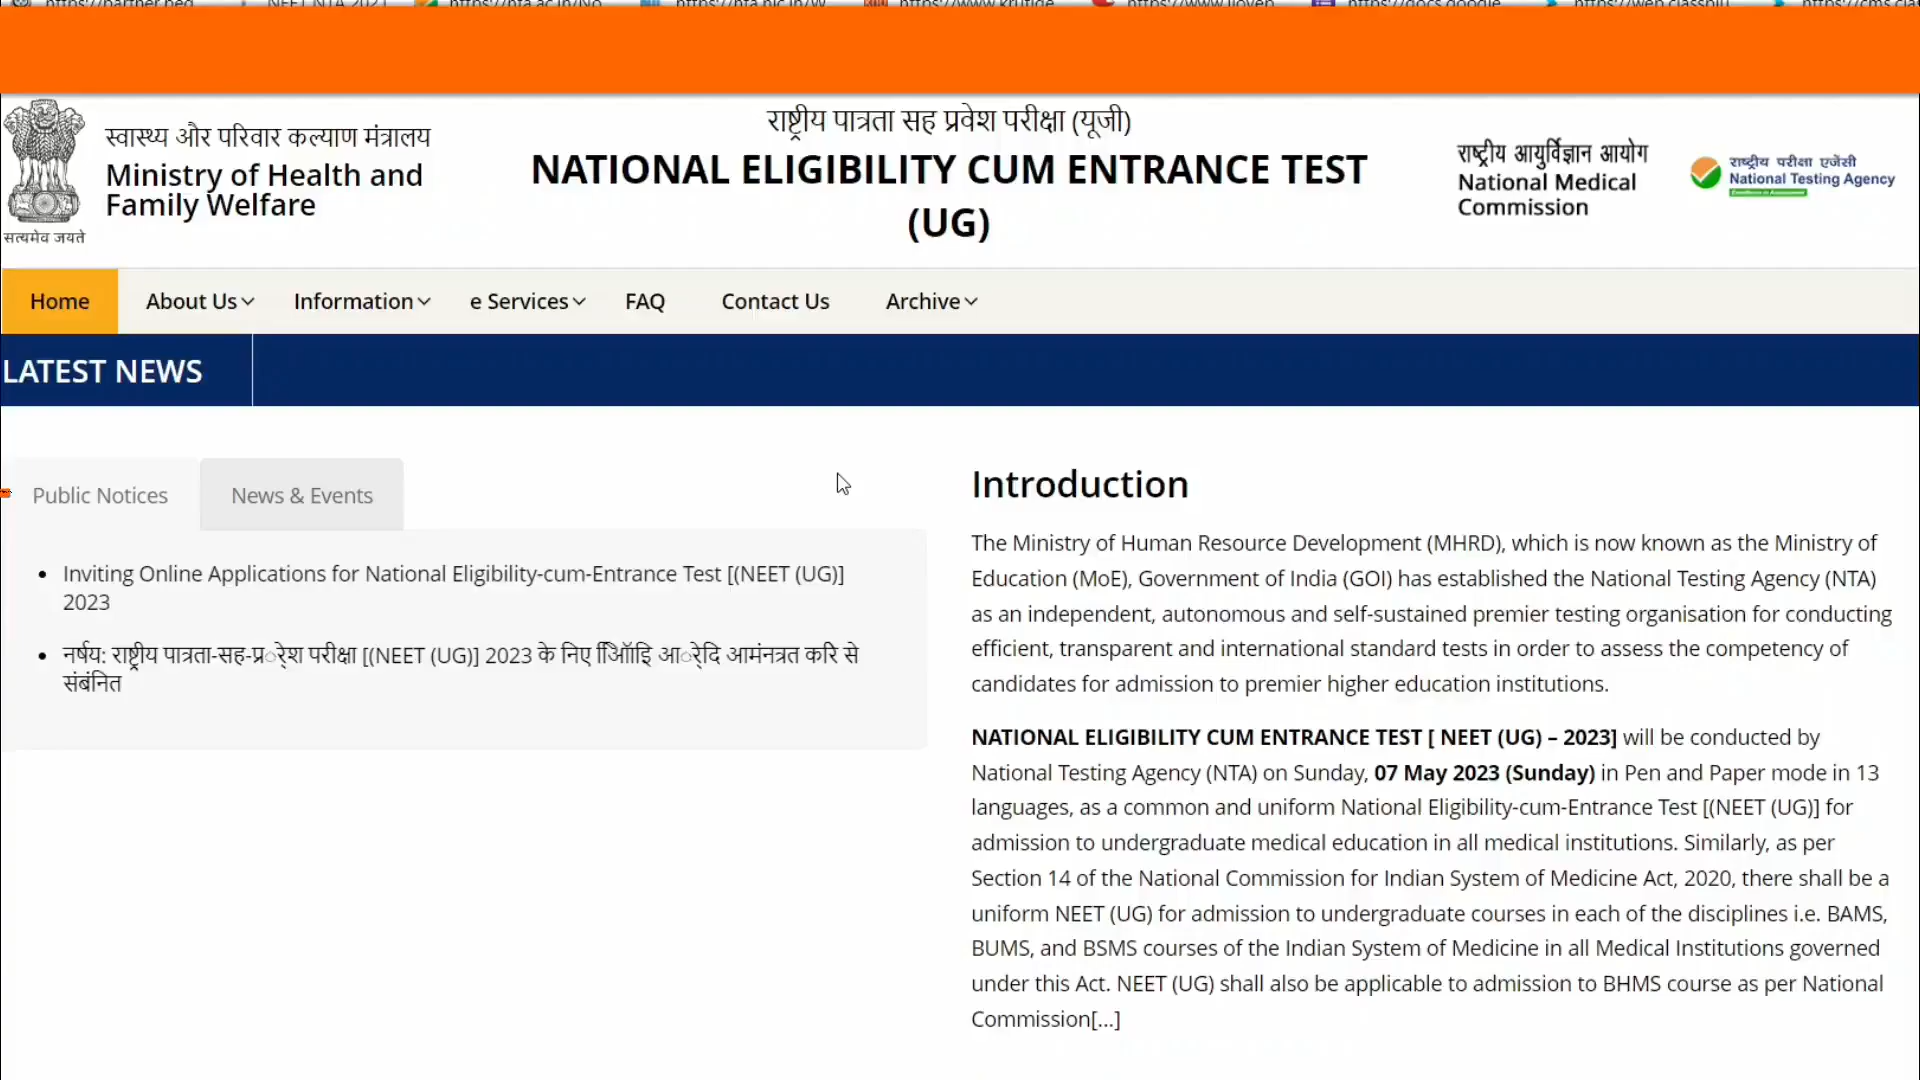 NEET NTA 2021
स्वास्थ्य और परिवार कल्याण मंत्रालय
Ministry of Health and
Family Welfare
सत्यमेव जयते
राष्ट्रीय पात्रता सह प्रवेश परीक्षा (यूजी)
NATIONAL ELIGIBILITY CUM ENTRANCE TEST
(UG)
राष्ट्रीय आयुर्विज्ञान आयोग
National Medical
Commission
राष्ट्रीय परीक्षा एजेंसी
National Testing Agency
Excellence in Assessment
Home About Us Information e Services FAQ Contact Us Archive
LATEST NEWS
Public Notices News & Events
Inviting Online Applications for National Eligibility-cum-Entrance Test [(NEET (UG)]
2023
राष्ट्रीय पात्रता-सह- परीक्षा [(NEET (UG)] 2023 के निए से
संबंनित
Introduction
The Ministry of Human Resource Development (MHRD), which is now known as the Ministry of
Education (MoE), Government of India (GOI) has established the National Testing Agency (NTA)
as an independent, autonomous and self-sustained premier testing organisation for conducting
efficient, transparent and international standard tests in order to assess the competency of
candidates for admission to premier higher education institutions.
NATIONAL ELIGIBILITY CUM ENTRANCE TEST [ NEET (UG) – 2023] will be conducted by
National Testing Agency (NTA) on Sunday, 07 May 2023 (Sunday) in Pen and Paper mode in 13
languages, as a common and uniform National Eligibility-cum-Entrance Test [(NEET (UG)] for
admission to undergraduate medical education in all medical institutions. Similarly, as per
Section 14 of the National Commission for Indian System of Medicine Act, 2020, there shall be a
uniform NEET (UG) for admission to undergraduate courses in each of the disciplines i.e. BAMS,
BUMS, and BSMS courses of the Indian System of Medicine in all Medical Institutions governed
under this Act. NEET (UG) shall also be applicable to admission to BHMS course as per National
Commission[...]